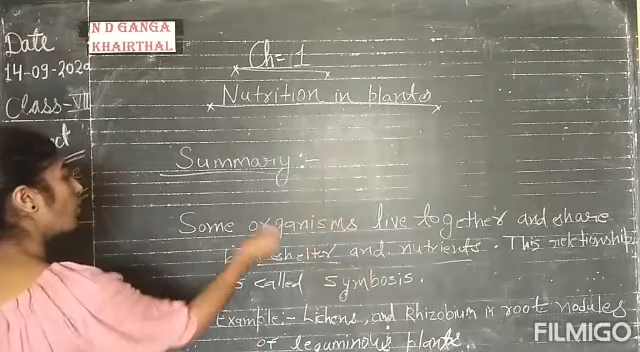 N D GANGA
KHAIRTHAL
Date
14-09-2020
Class-VII
Ch=1
Nutrition in plants
Summary:-
Some organisms live together and share
shelter and nutrients. This relationship
is called symbosis.
Example:- Lichens, and Rhizobium in root nodules
of leguminous plants.
FILMIGO